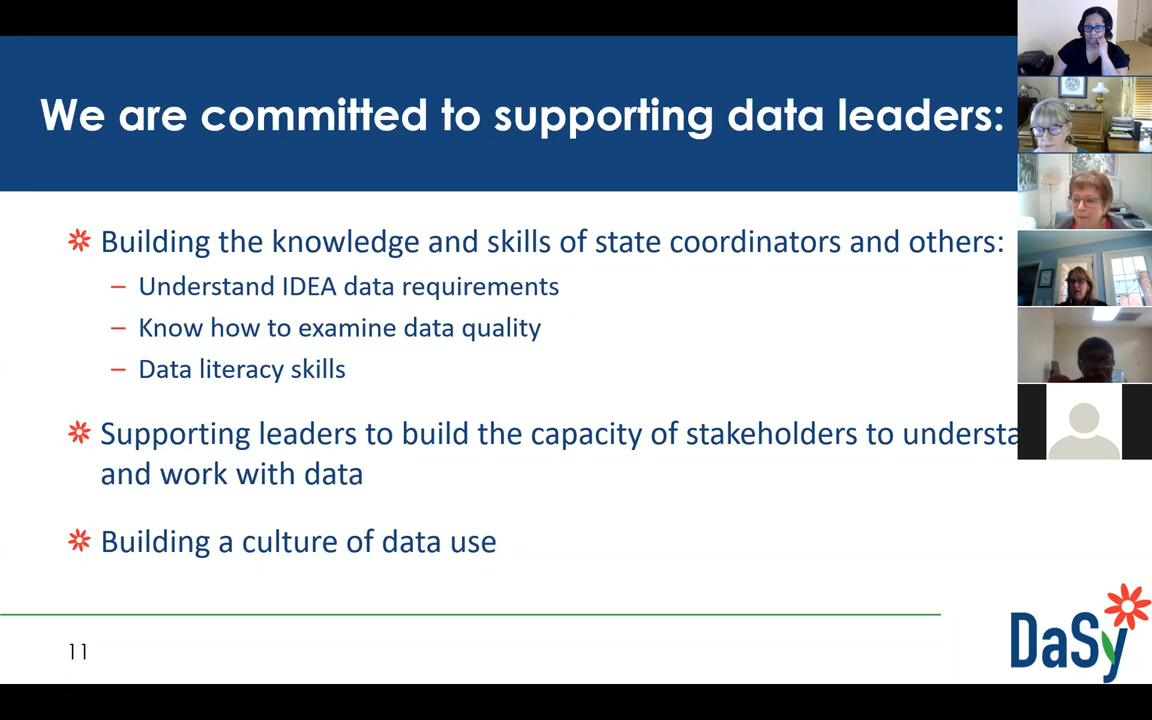 We are committed to supporting data leaders:
Building the knowledge and skills of state coordinators and others:
– Understand IDEA data requirements
– Know how to examine data quality
– Data literacy skills
Supporting leaders to build the capacity of stakeholders to understa
and work with data
Building a culture of data use
11
DaSy